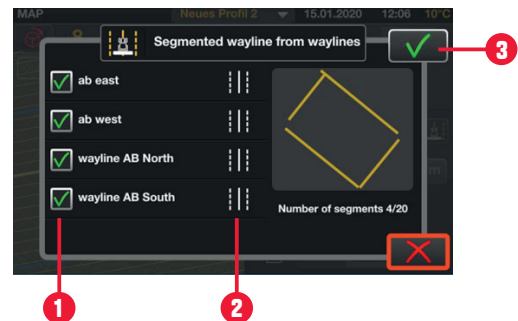 MAP Neues Profil 2 15.01.2020 12:06 10°C
Segmented wayline from waylines
3
ab east
ab west
wayline AB North
m
wayline AB South
Number of segments 4/20
1 2